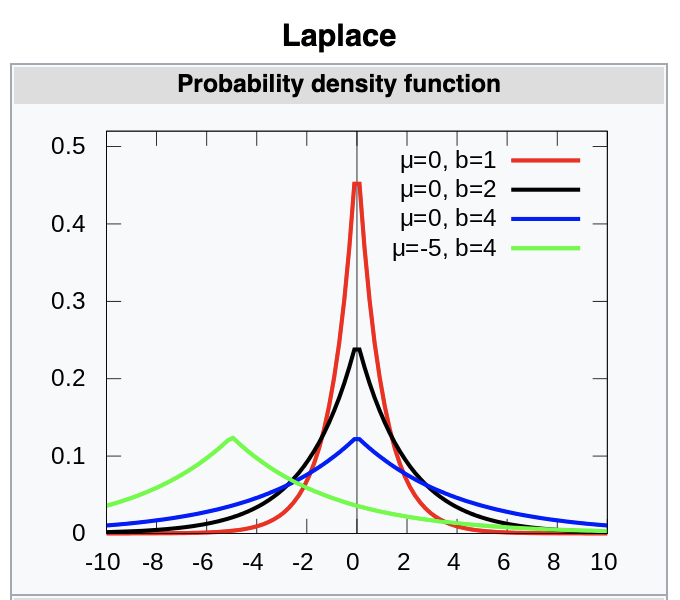 Laplace
Probability density function
0.5
μ=0, b=1
μ=0, b=2
0.4
μ=0, b=4
μ=-5, b=4
0.3
0.2
0.1
0
-10 -8 -6 -4 -2 0 2 4 6 8 10